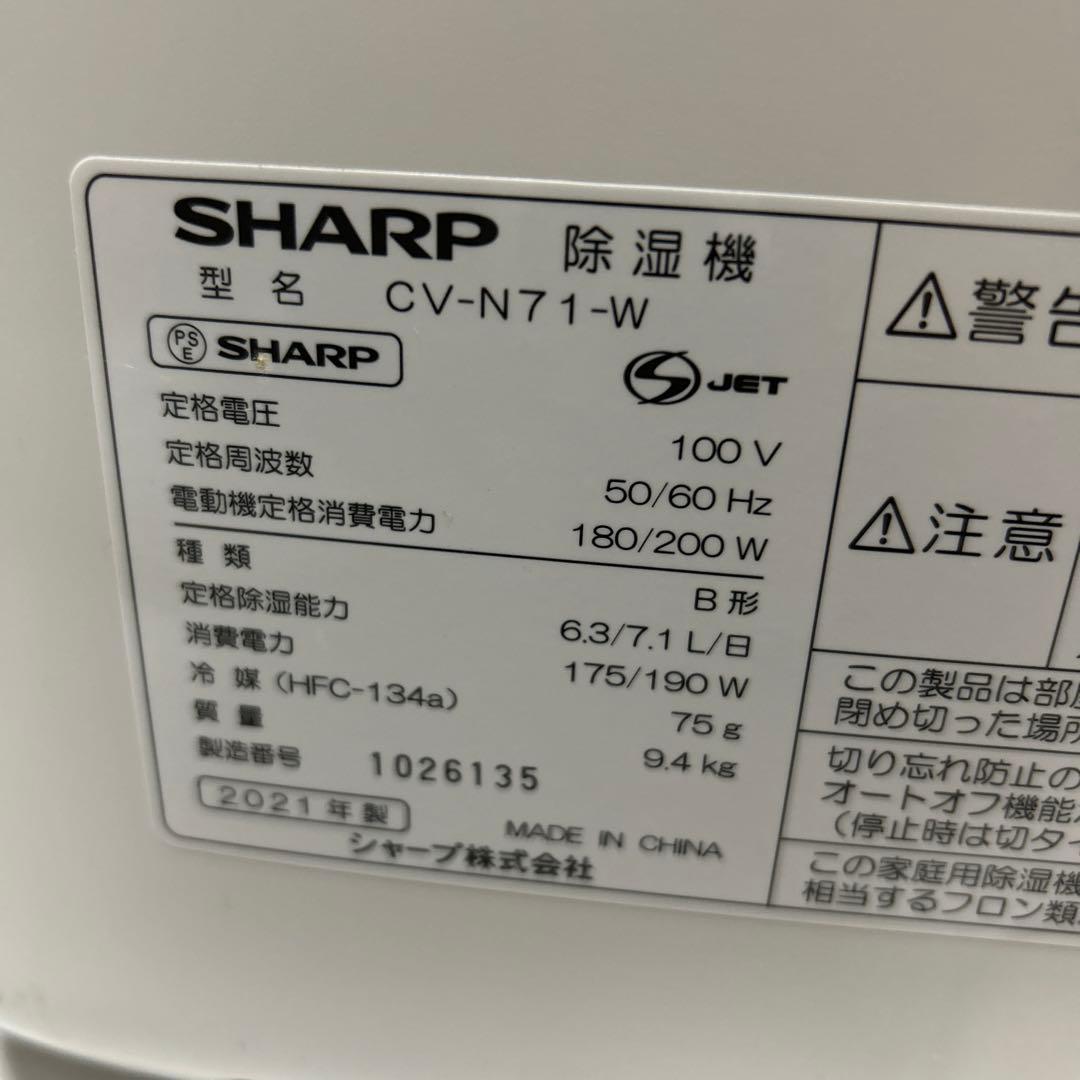 SHARP 除湿機
型名 CV-N71-W
PSE SHARP
JET
定格電圧 100 V
定格周波数 50/60 Hz
電動機定格消費電力 180/200 W
種類 B形
定格除湿能力 6.3/7.1 L/日
消費電力 175/190 W
冷媒(HFC-134a) 75 g
質量 9.4 kg
製造番号 1026135
2021年製
MADE IN CHINA
シャープ株式会社
⚠警告
⚠注意
この製品は部屋
閉め切った場所
切り忘れ防止の
オートオフ機能
(停止時は切タイ
この家庭用除湿機
相当するフロン類